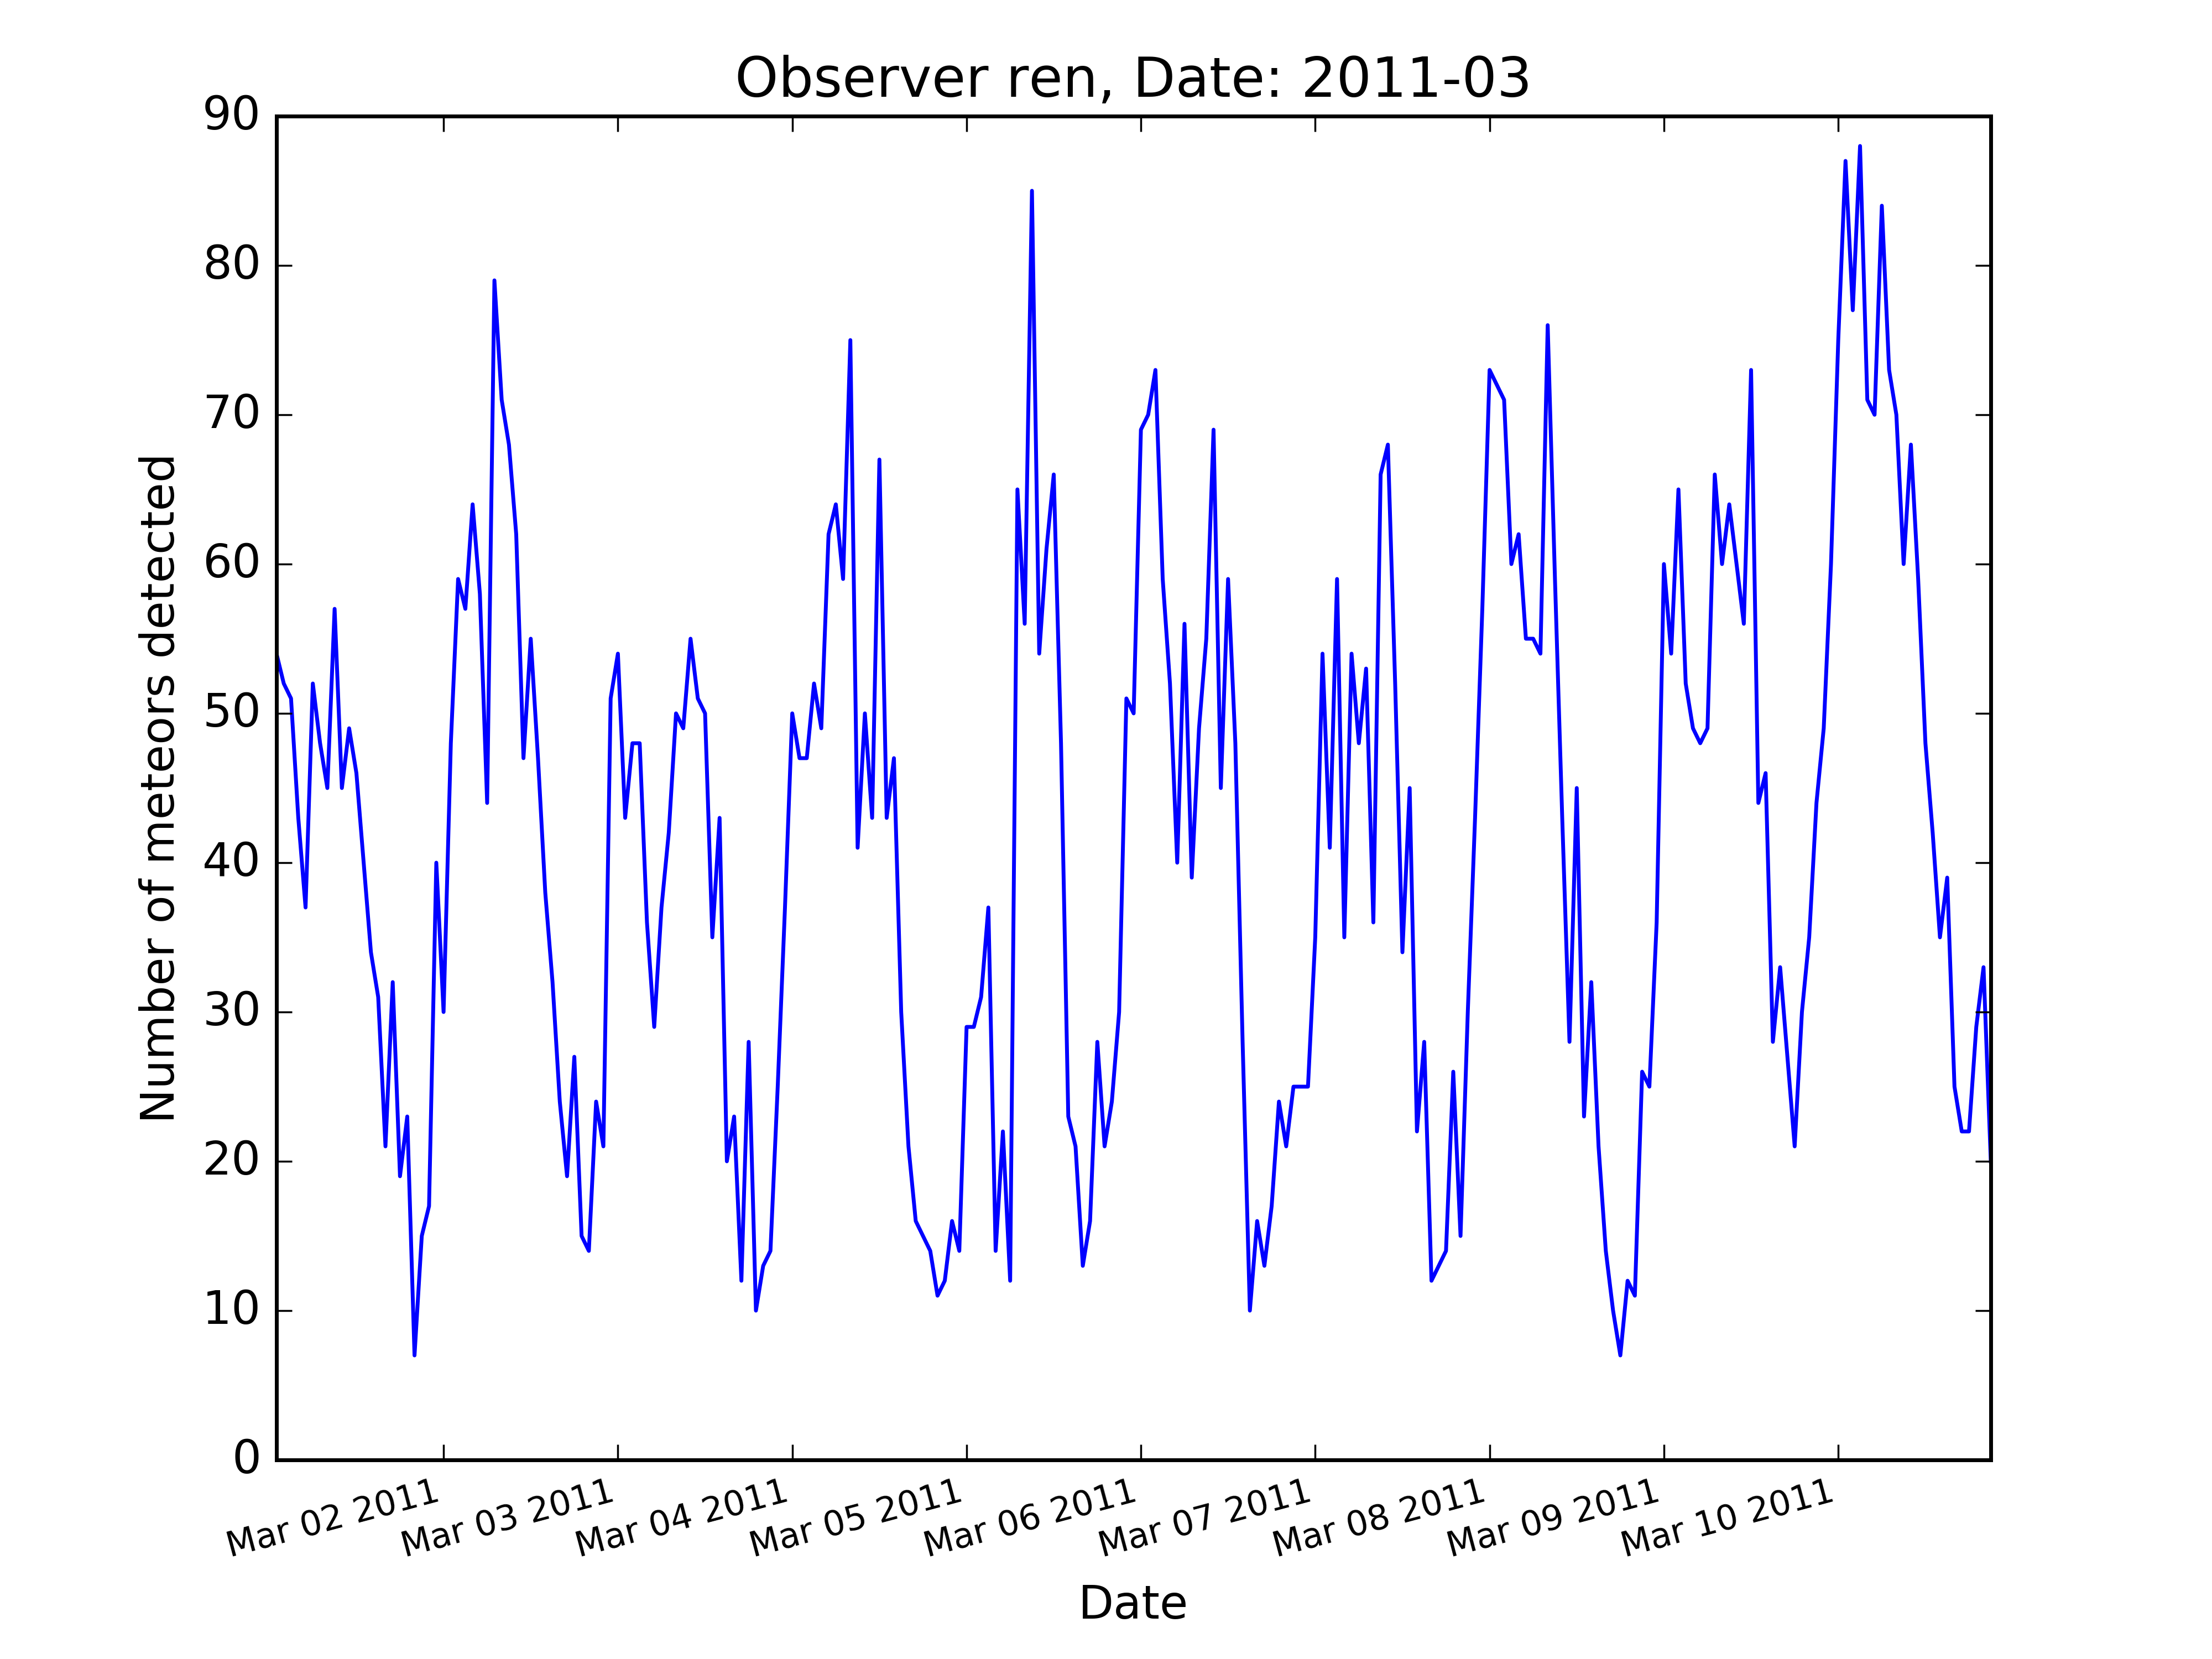 Observer ren, Date: 2011-03
Number of meteors detected
90
80
70
60
50
40
30
20
10
0
Mar 02 2011
Mar 03 2011
Mar 04 2011
Mar 05 2011
Mar 06 2011
Mar 07 2011
Mar 08 2011
Mar 09 2011
Mar 10 2011
Date